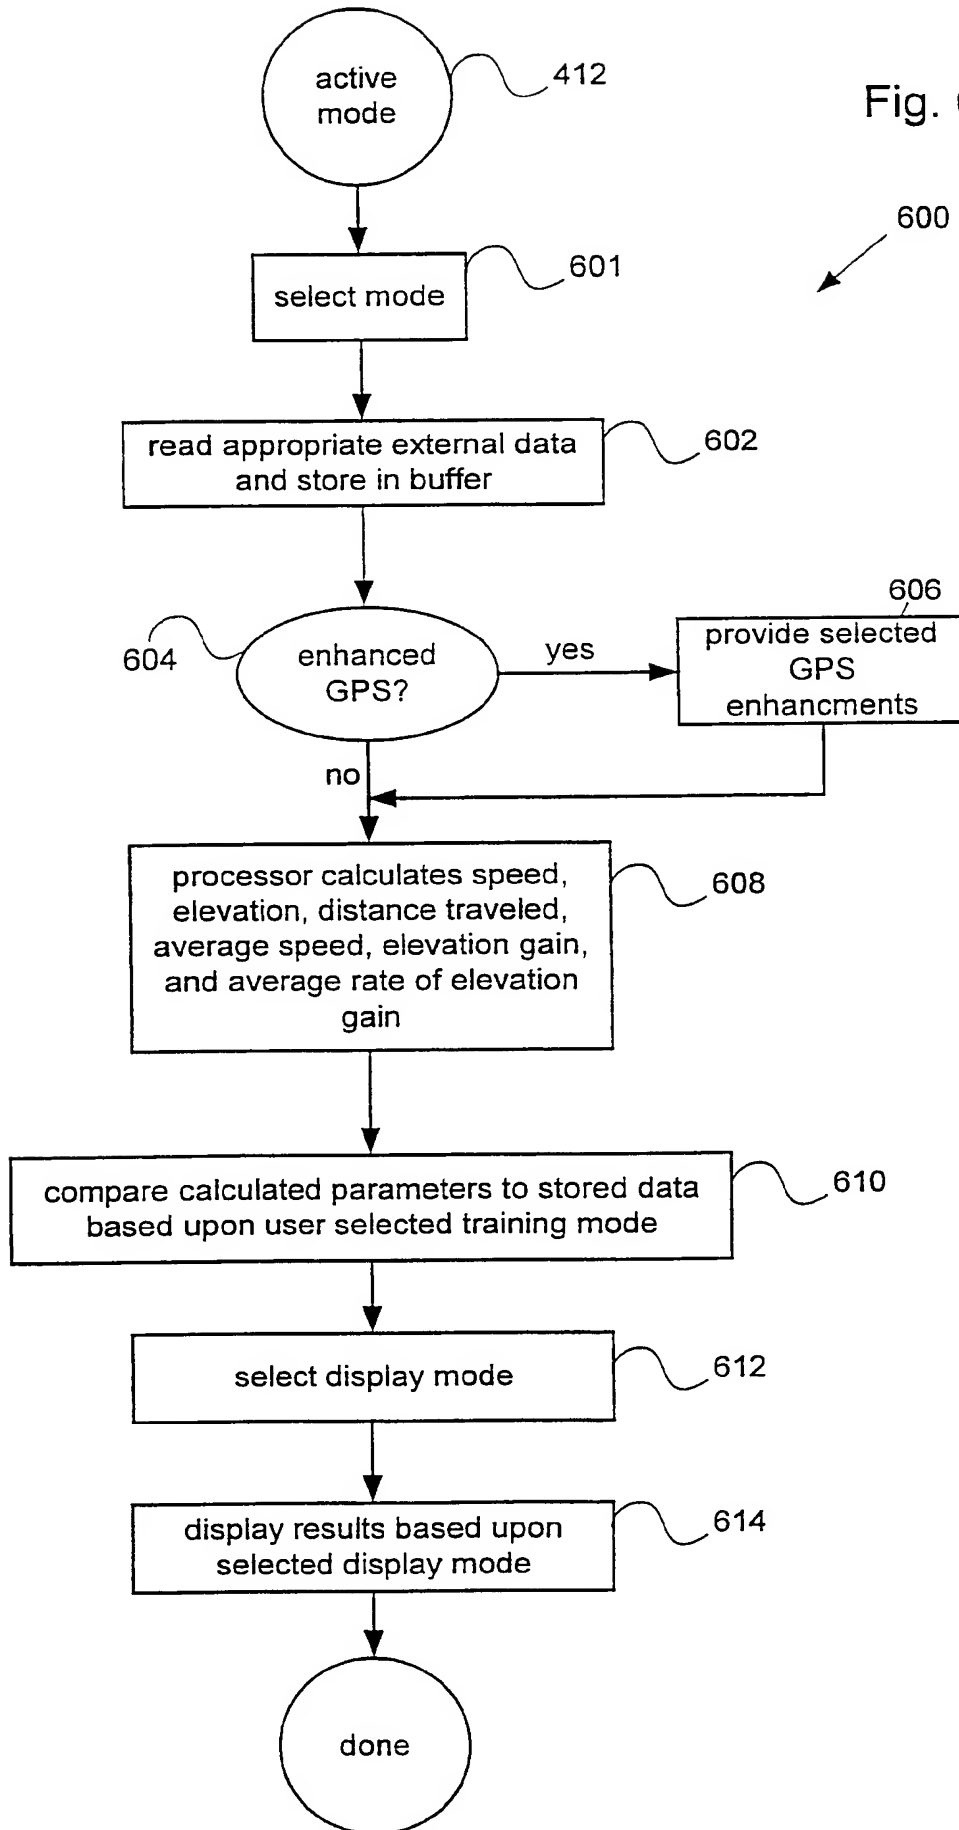 active
mode
412
Fig.
600
select mode
601
read appropriate external data
and store in buffer
602
604
enhanced
GPS?
yes
606
provide selected
GPS
enhancments
no
processor calculates speed,
elevation, distance traveled,
average speed, elevation gain,
and average rate of elevation
gain
608
compare calculated parameters to stored data
based upon user selected training mode
610
select display mode
612
display results based upon
selected display mode
614
done